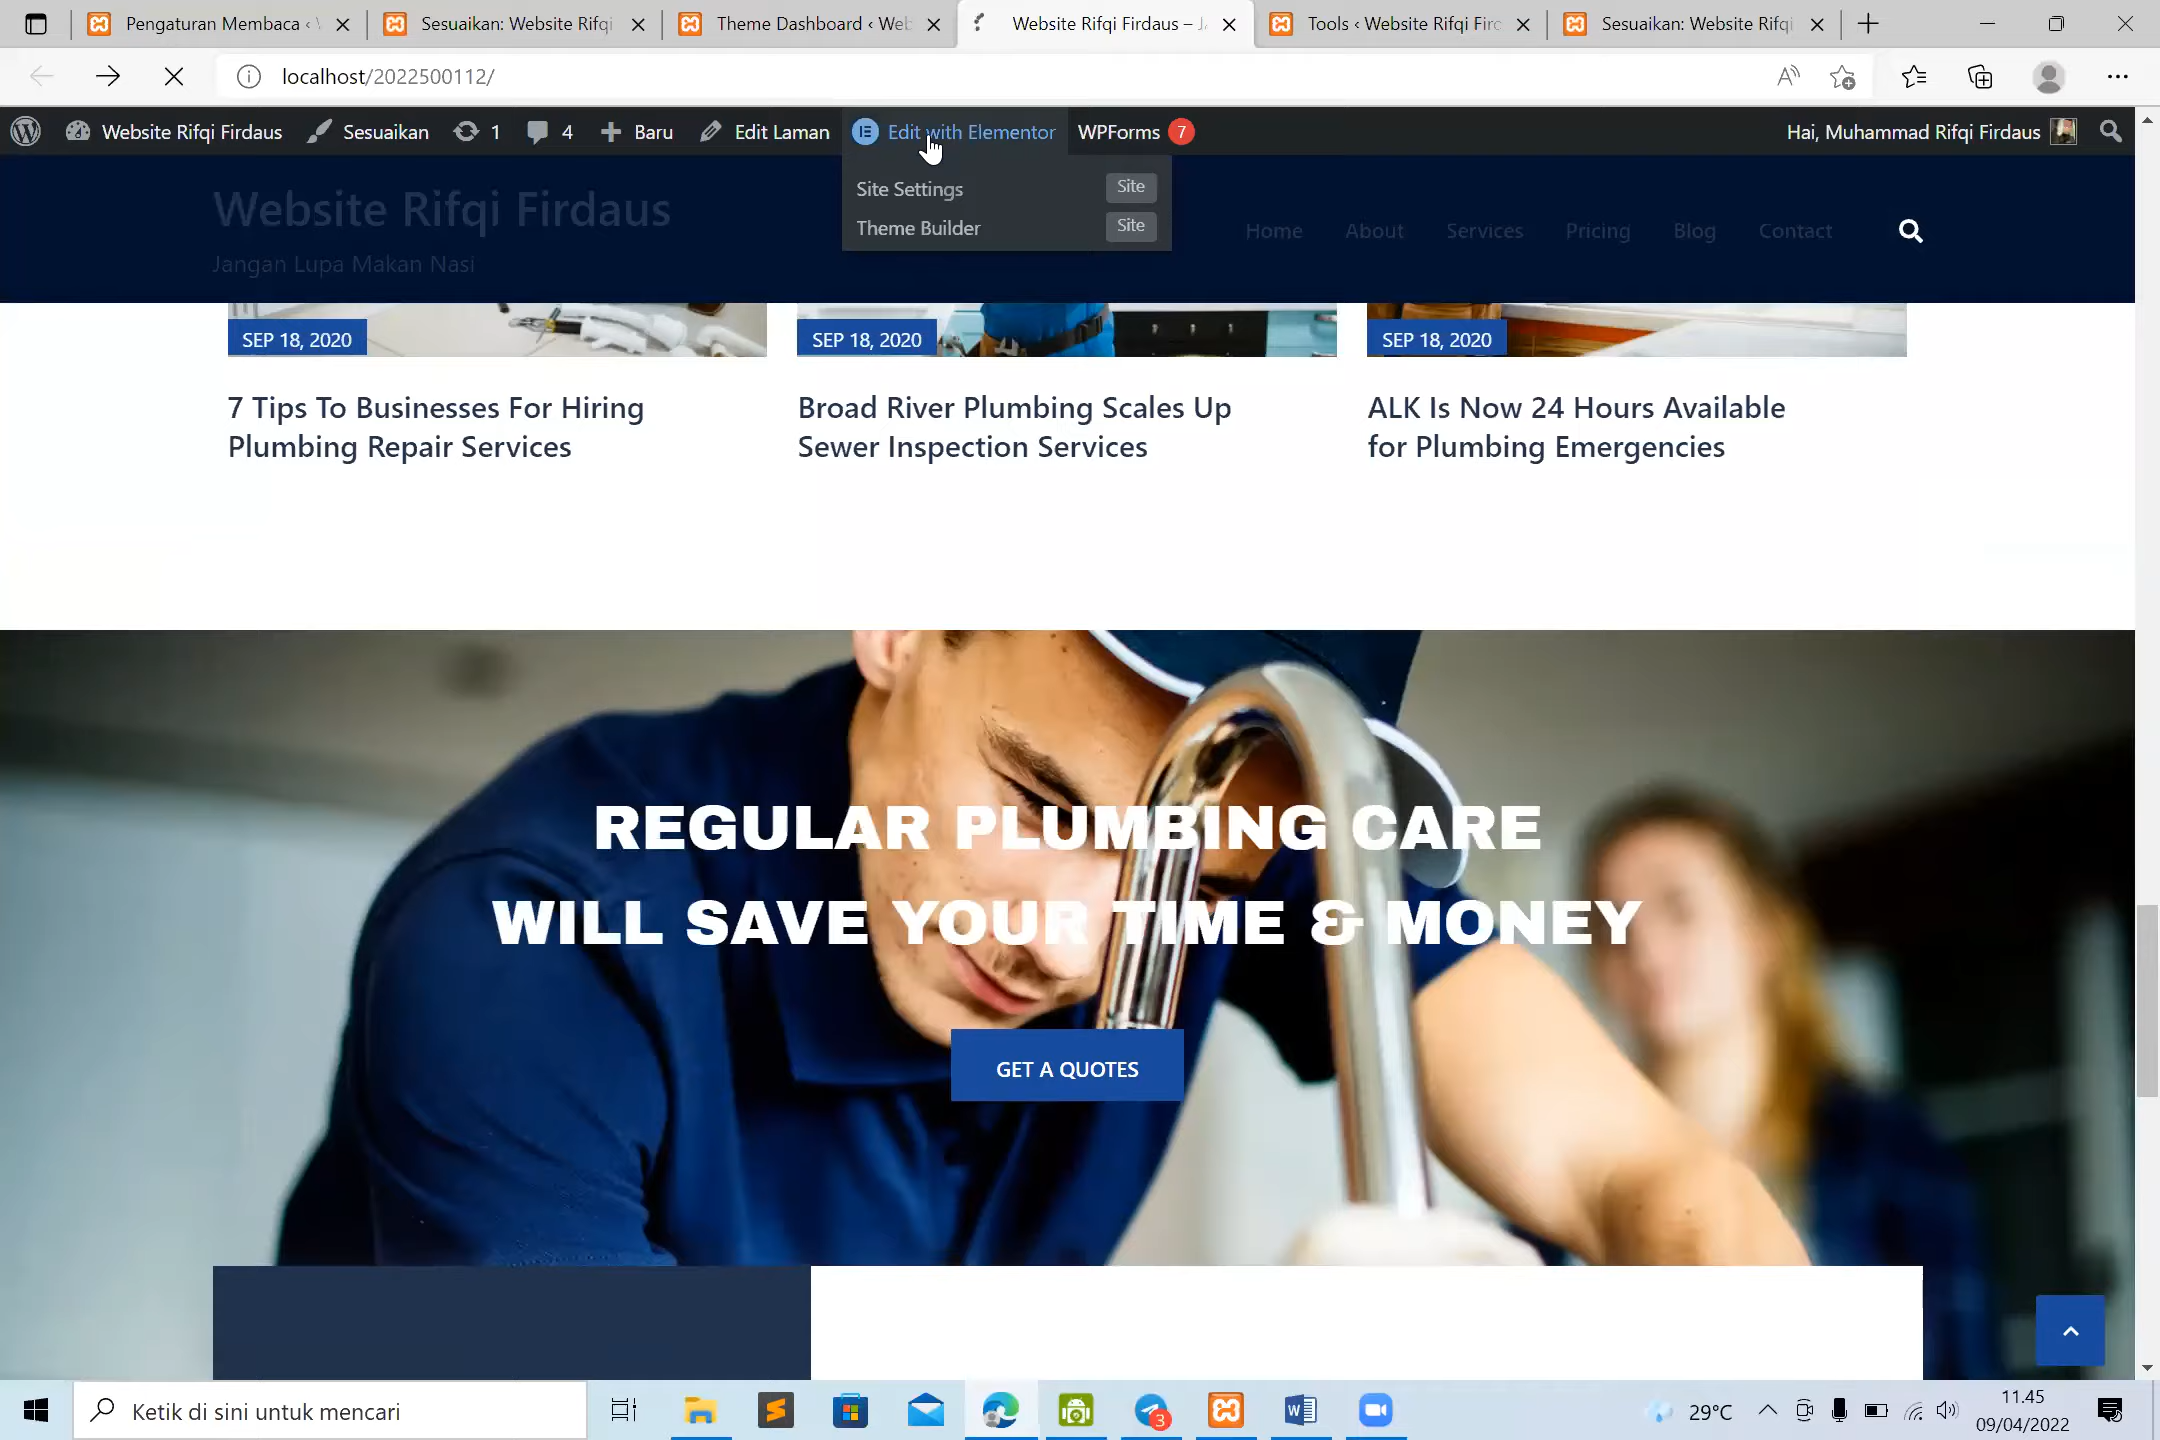 Pengaturan Membaca ‹
Sesuaikan: Website Rifqi
Theme Dashboard ‹ Web
Website Rifqi Firdaus –
Tools ‹ Website Rifqi Fir
Sesuaikan: Website Rifqi
localhost/2022500112/
Website Rifqi Firdaus
Sesuaikan
1
4
Baru
Edit Laman
Edit with Elementor
WPForms 7
Hai, Muhammad Rifqi Firdaus
Site Settings Site
Theme Builder Site
Website Rifqi Firdaus
Jangan Lupa Makan Nasi
Home About Services Pricing Blog Contact
SEP 18, 2020
7 Tips To Businesses For Hiring
Plumbing Repair Services
SEP 18, 2020
Broad River Plumbing Scales Up
Sewer Inspection Services
SEP 18, 2020
ALK Is Now 24 Hours Available
for Plumbing Emergencies
REGULAR PLUMBING CARE
WILL SAVE YOUR TIME & MONEY
GET A QUOTES
Ketik di sini untuk mencari
3
29°C
11.45
09/04/2022